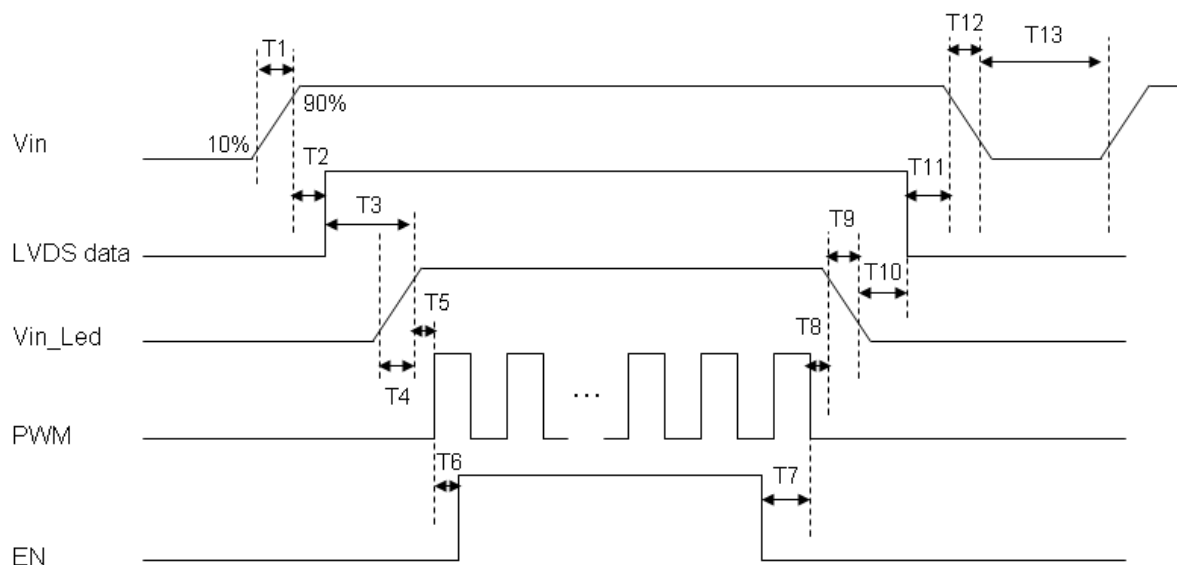 T12
T13
T1
90%
10%
Vin
T2
T11
T3
T9
LVDS data
T10
T5
Vin_Led
T8
T4
...
PWM
T6
T7
EN